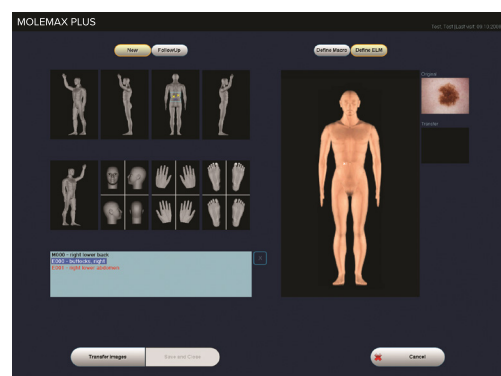 MOLEMAX PLUS
New
FollowUp
Define Macro
Define ELM
Original
Transfer
M000 - right lower back
E000 - buttocks, right
E001 - right lower abdomen
Transfer Images
Save and Close
Cancel